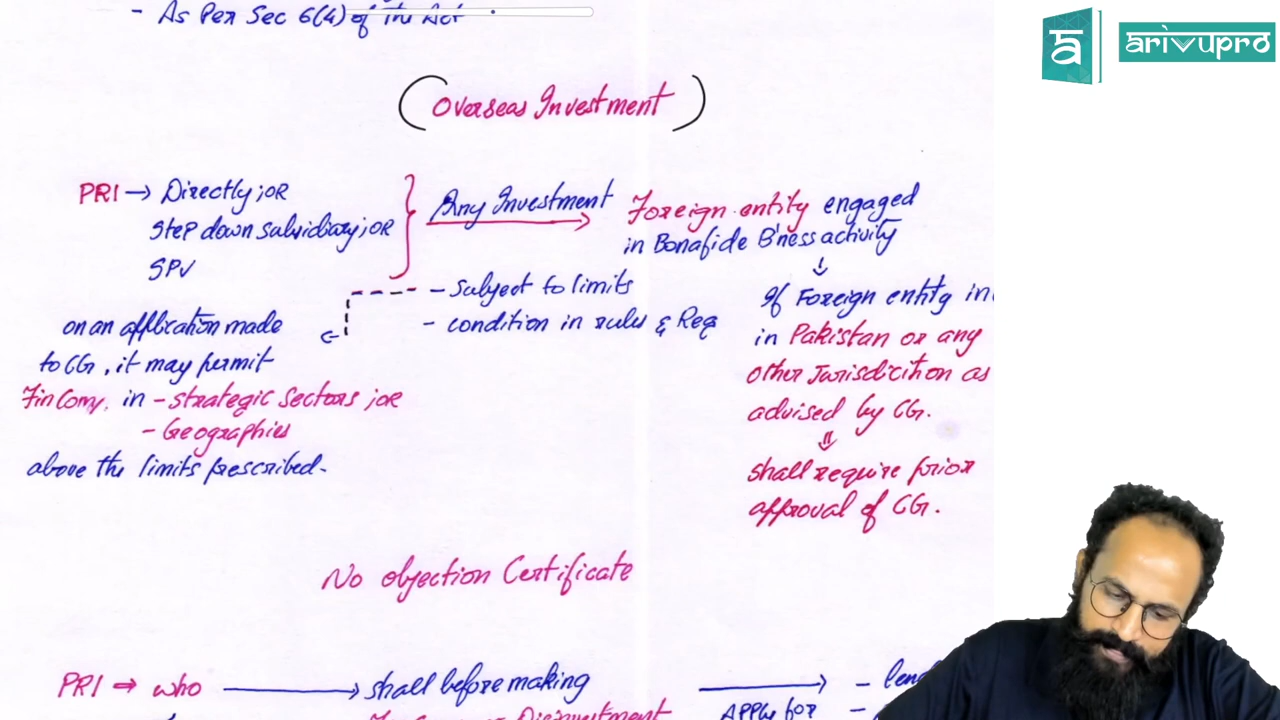 - As Per Sec 6(4) of the Act
(Overseas Investment)
PRI → Directly; OR
Step down subsidiary; OR
SPV
Any Investment
Foreign entity engaged
in Bonafide B'ness activity
- Subject to limits
- condition in rules & Reg
on an application made
to CG, it may permit
Fin Comy. in - strategic sectors; OR
- Geographies
above the limits prescribed.
If Foreign entity in
in Pakistan or any
other Jurisdiction as
advised by CG.
shall require prior
approval of CG.
No objection Certificate
PRI ⇒ who → shall before making → -
Disinvestment
Apply for -
ā arivupro